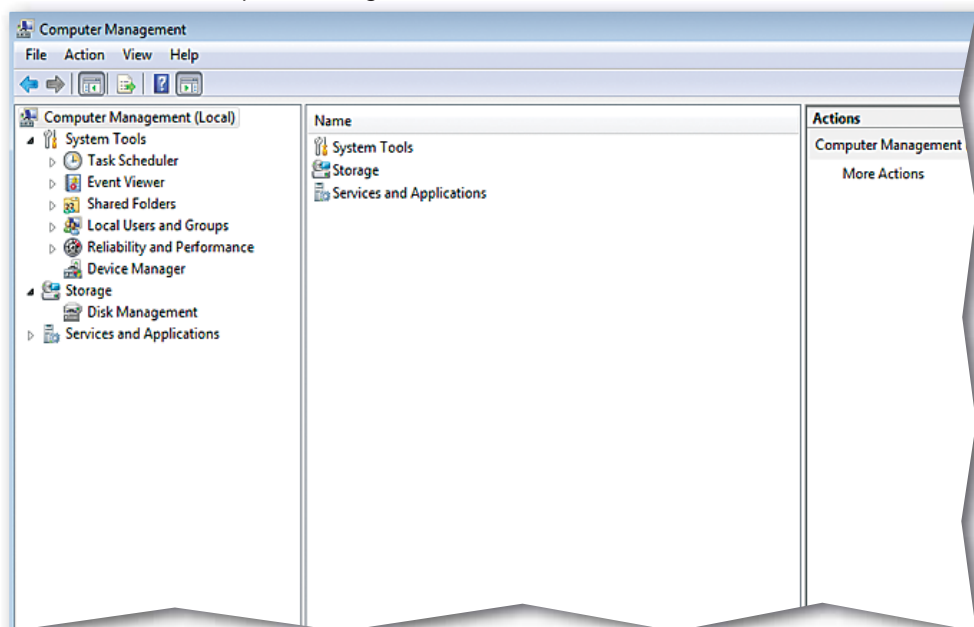 Computer Management
File Action View Help
Computer Management (Local)
System Tools
Task Scheduler
Event Viewer
Shared Folders
Local Users and Groups
Reliability and Performance
Device Manager
Storage
Disk Management
Services and Applications
Name
System Tools
Storage
Services and Applications
Actions
Computer Management
More Actions